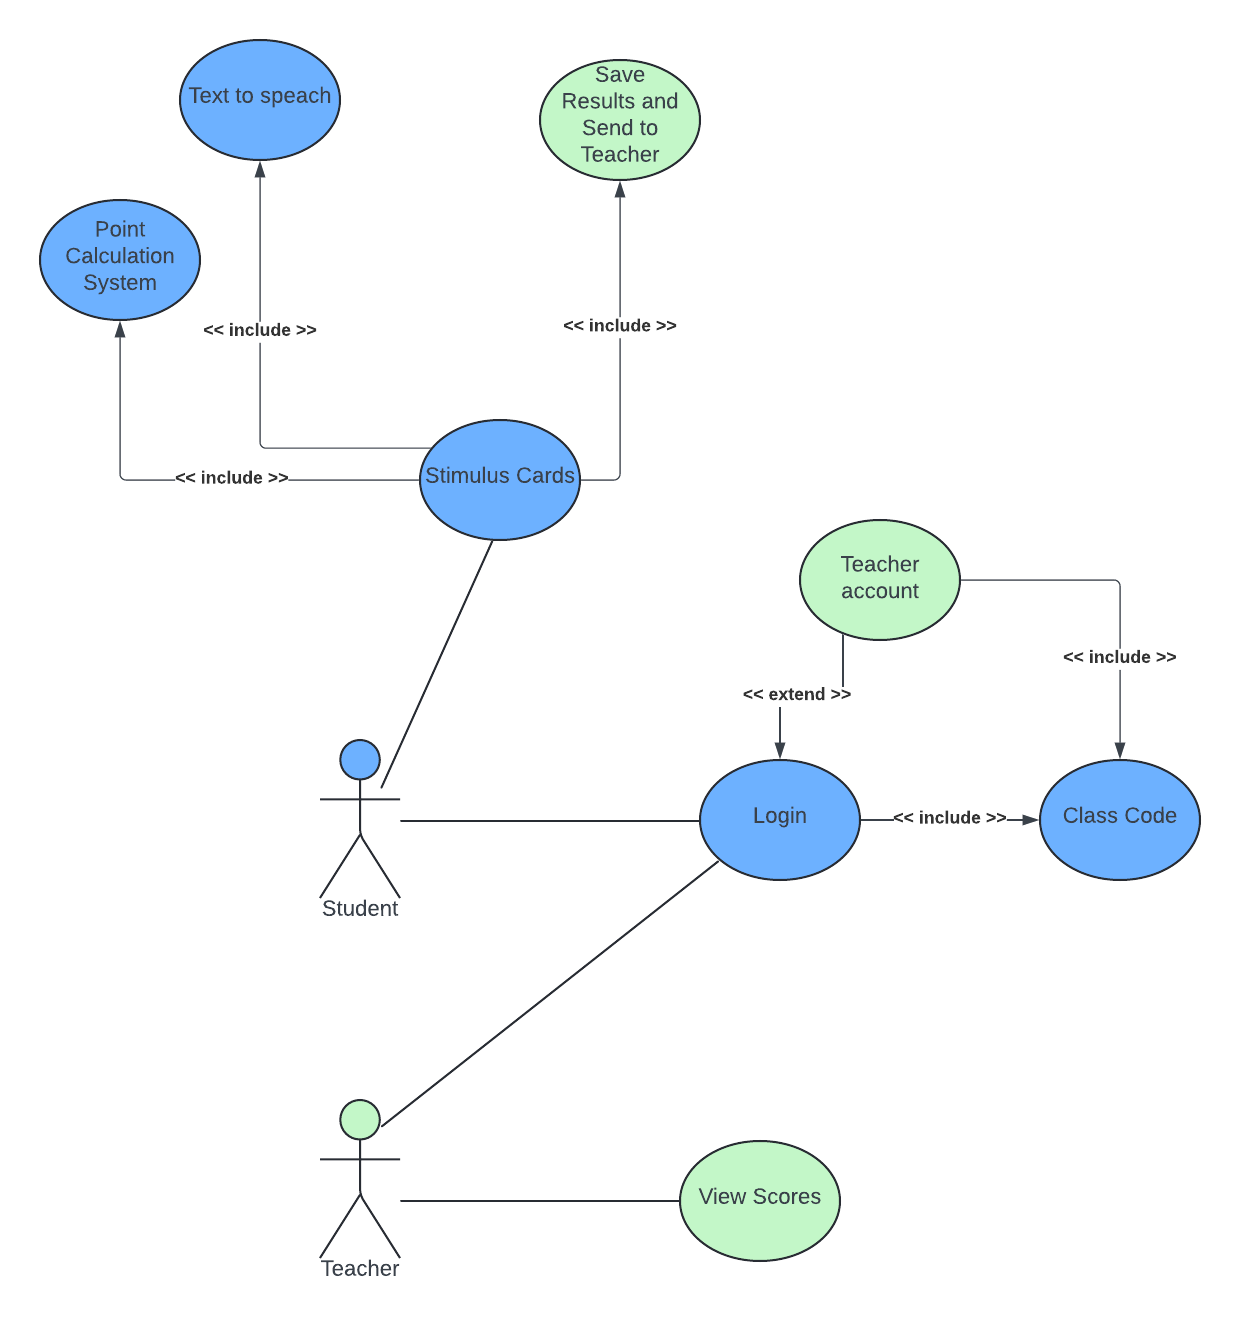 Text to speach
Save
Results and
Send to
Teacher
Point
Calculation
System
<< include >>
<< include >>
<< include >>
Stimulus Cards
Teacher
account
<< include >>
<< extend >>
Login
<< include >>
Class Code
Student
View Scores
Teacher